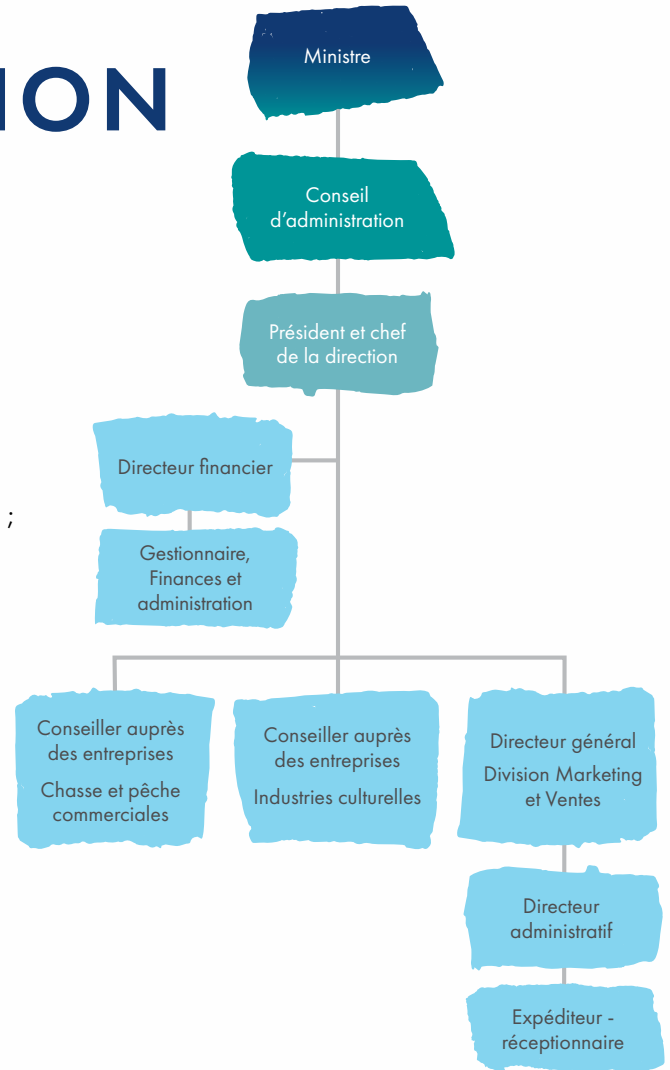 ION
Ministre
Conseil
d'administration
Président et chef
de la direction
Directeur financier
;
Gestionnaire,
Finances et
administration
Conseiller auprès
des entreprises
Chasse et pêche
commerciales
Conseiller auprès
des entreprises
Industries culturelles
Directeur général
Division Marketing
et Ventes
Directeur
administratif
Expéditeur -
réceptionnaire